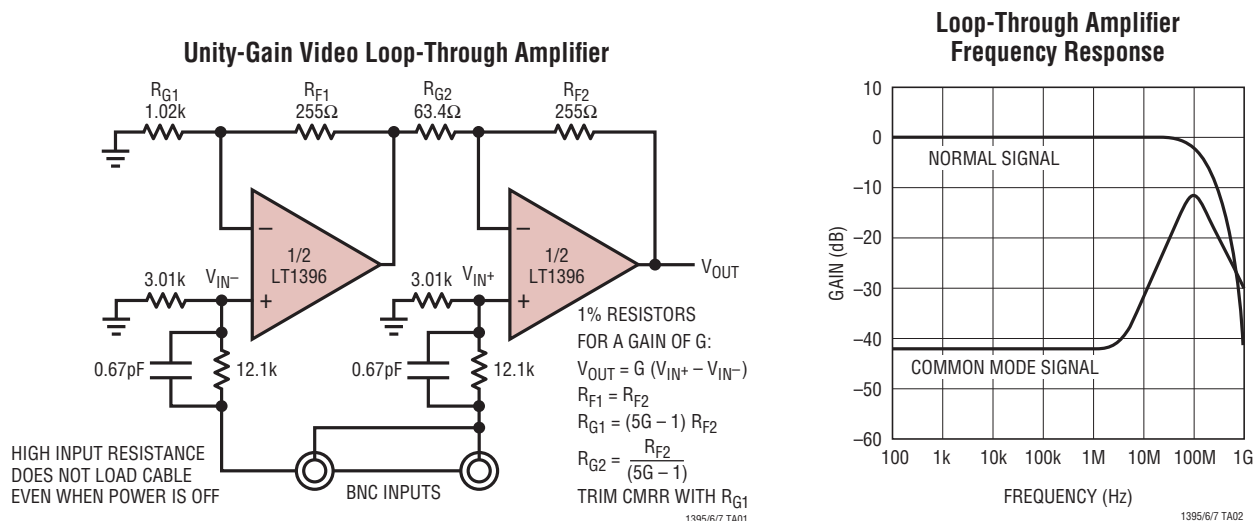 Unity-Gain Video Loop-Through Amplifier
RG1
1.02k
RF1
255Ω
RG2
63.4Ω
RF2
255Ω
–
1/2
LT1396
+
–
1/2
LT1396
+
VOUT
3.01k
VIN–
3.01k
VIN+
0.67pF
12.1k
0.67pF
12.1k
1% RESISTORS
FOR A GAIN OF G:
VOUT = G (VIN+ – VIN–)
RF1 = RF2
RG1 = (5G – 1) RF2
RG2 = RF2
(5G – 1)
TRIM CMRR WITH RG1
1395/6/7 TA01
HIGH INPUT RESISTANCE
DOES NOT LOAD CABLE
EVEN WHEN POWER IS OFF
BNC INPUTS
Loop-Through Amplifier
Frequency Response
GAIN (dB)
10
0
–10
–20
–30
–40
–50
–60
NORMAL SIGNAL
COMMON MODE SIGNAL
100 1k 10k 100k 1M 10M 100M 1G
FREQUENCY (Hz)
1395/6/7 TA02